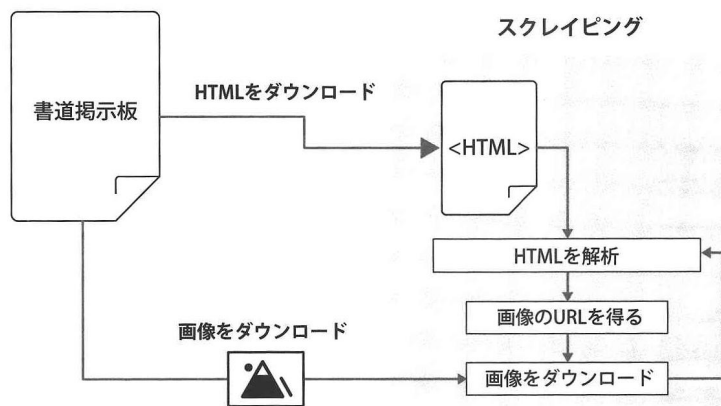 スクレイピング
書道掲示板
HTMLをダウンロード
<HTML>
HTMLを解析
画像のURLを得る
画像をダウンロード
画像をダウンロード